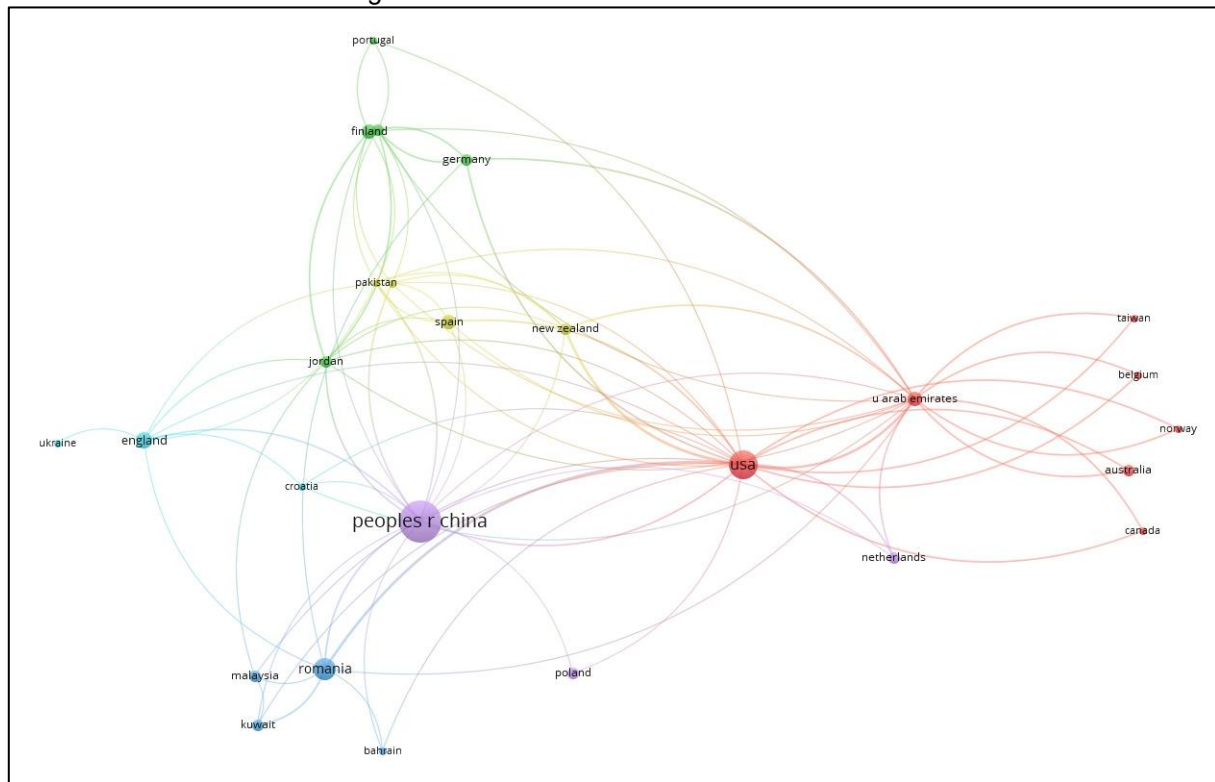 portugal
finland
germany
pakistan
spain
new zealand
taiwan
jordan
belgium
u arab emirates
norway
ukraine
england
usa
australia
croatia
peoples r china
canada
netherlands
malaysia
romania
poland
kuwait
bahrain